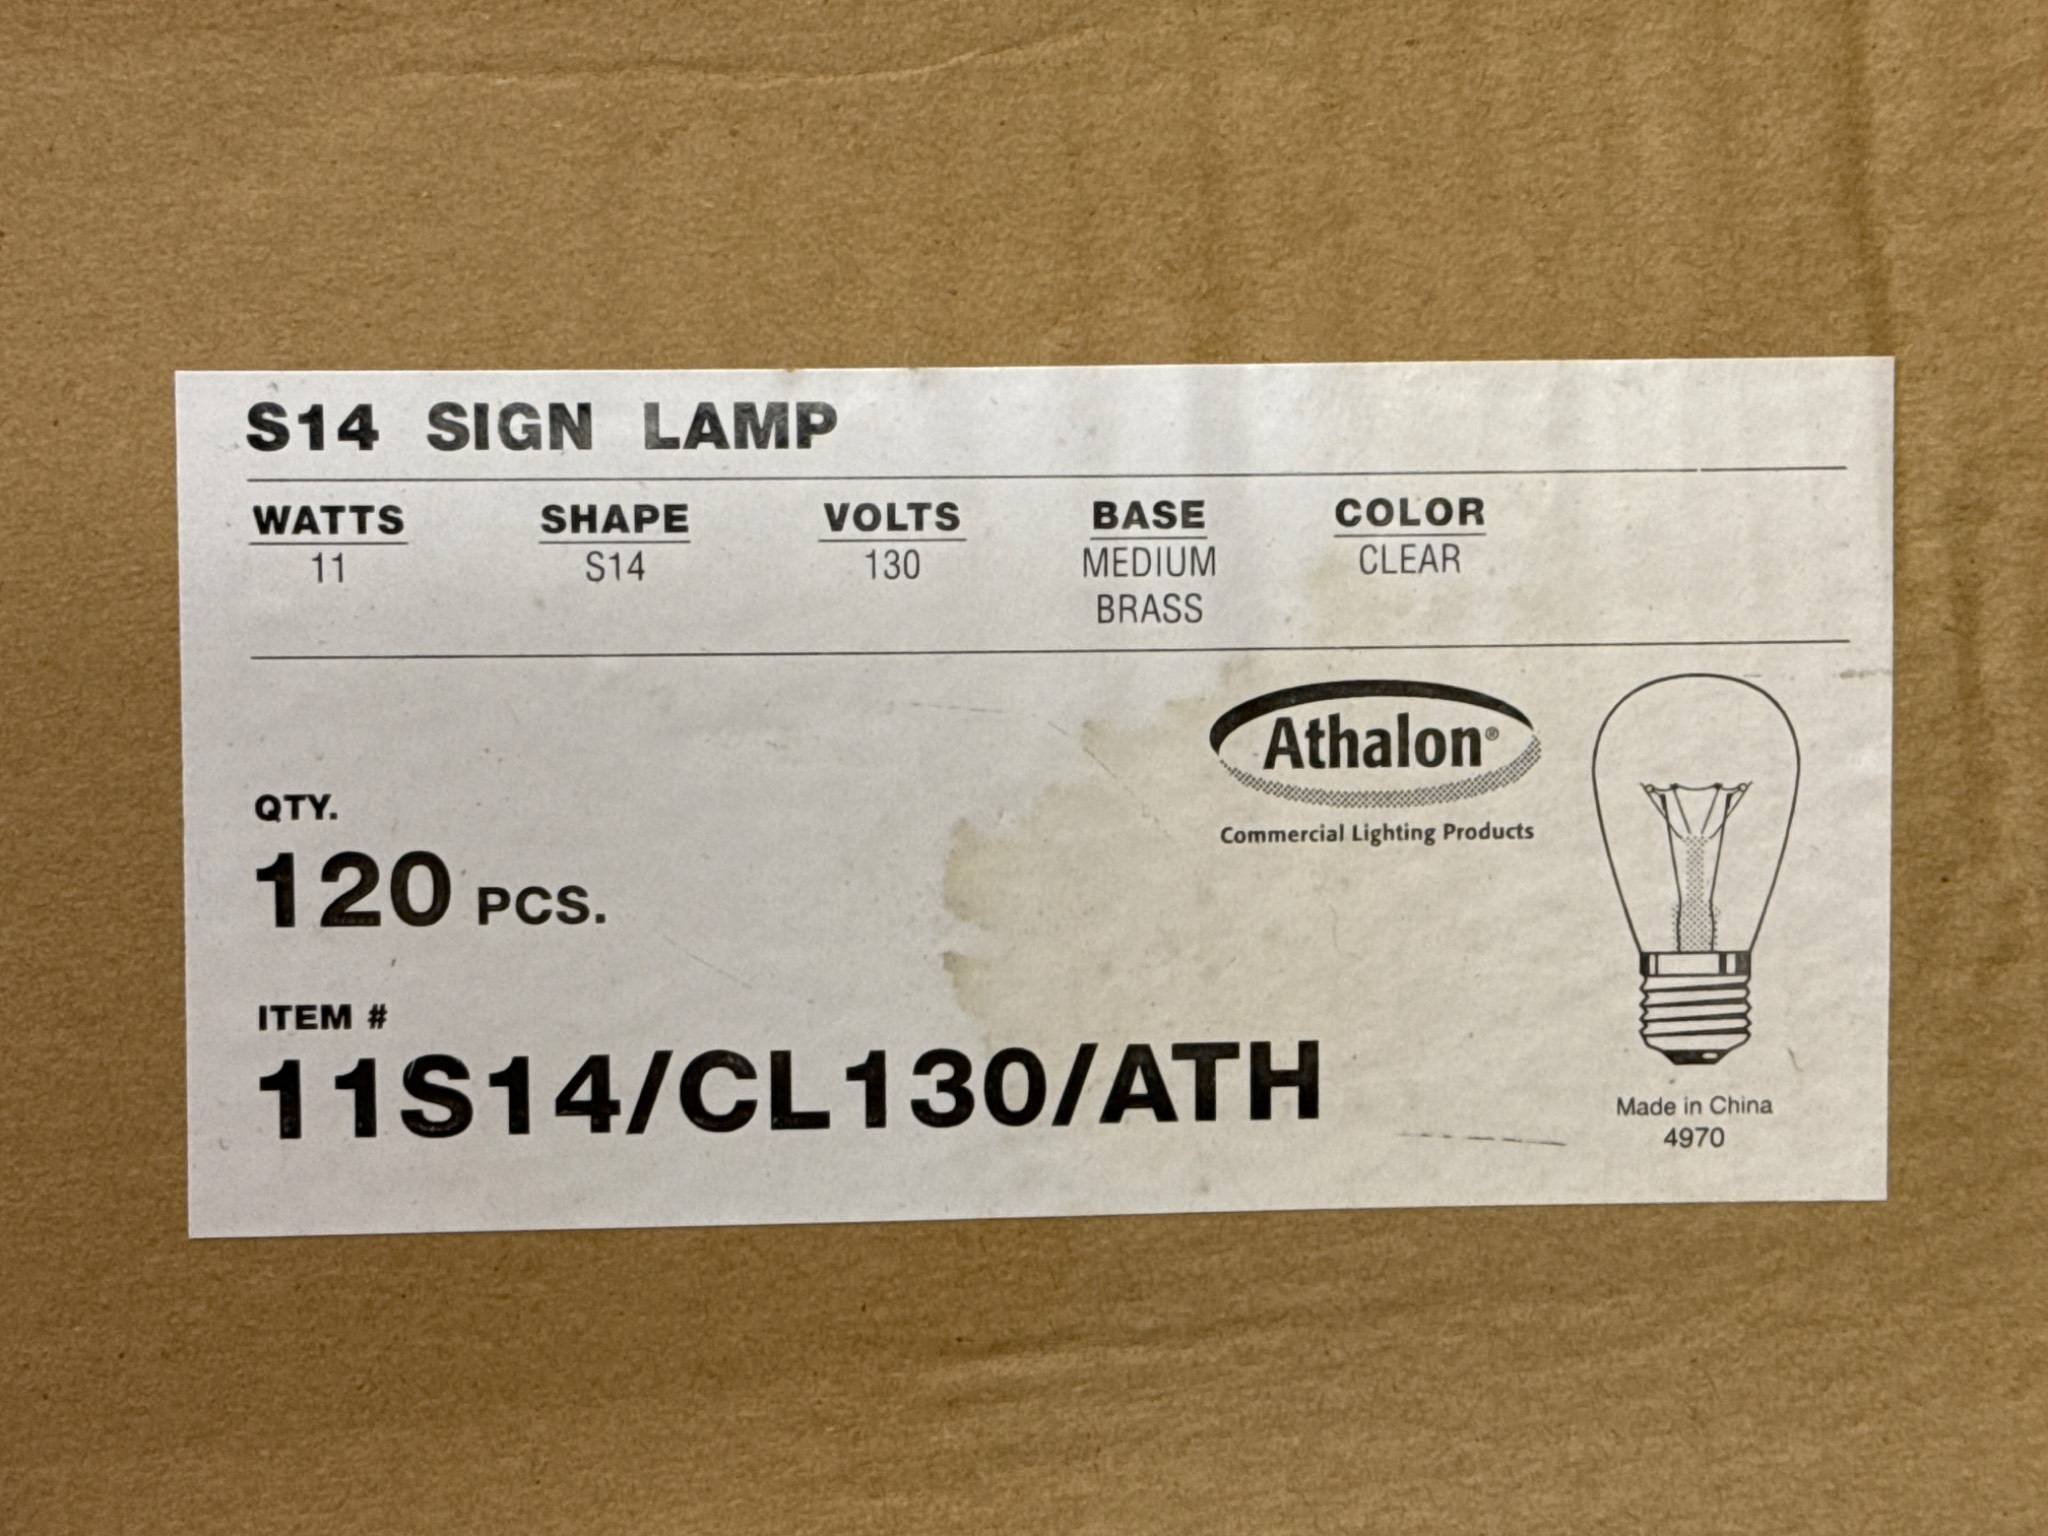 S14 SIGN LAMP
WATTS SHAPE VOLTS BASE COLOR
11 S14 130 MEDIUM CLEAR
BRASS
Athalon®
Commercial Lighting Products
QTY.
120 PCS.
ITEM #
11S14/CL130/ATH
Made in China
4970